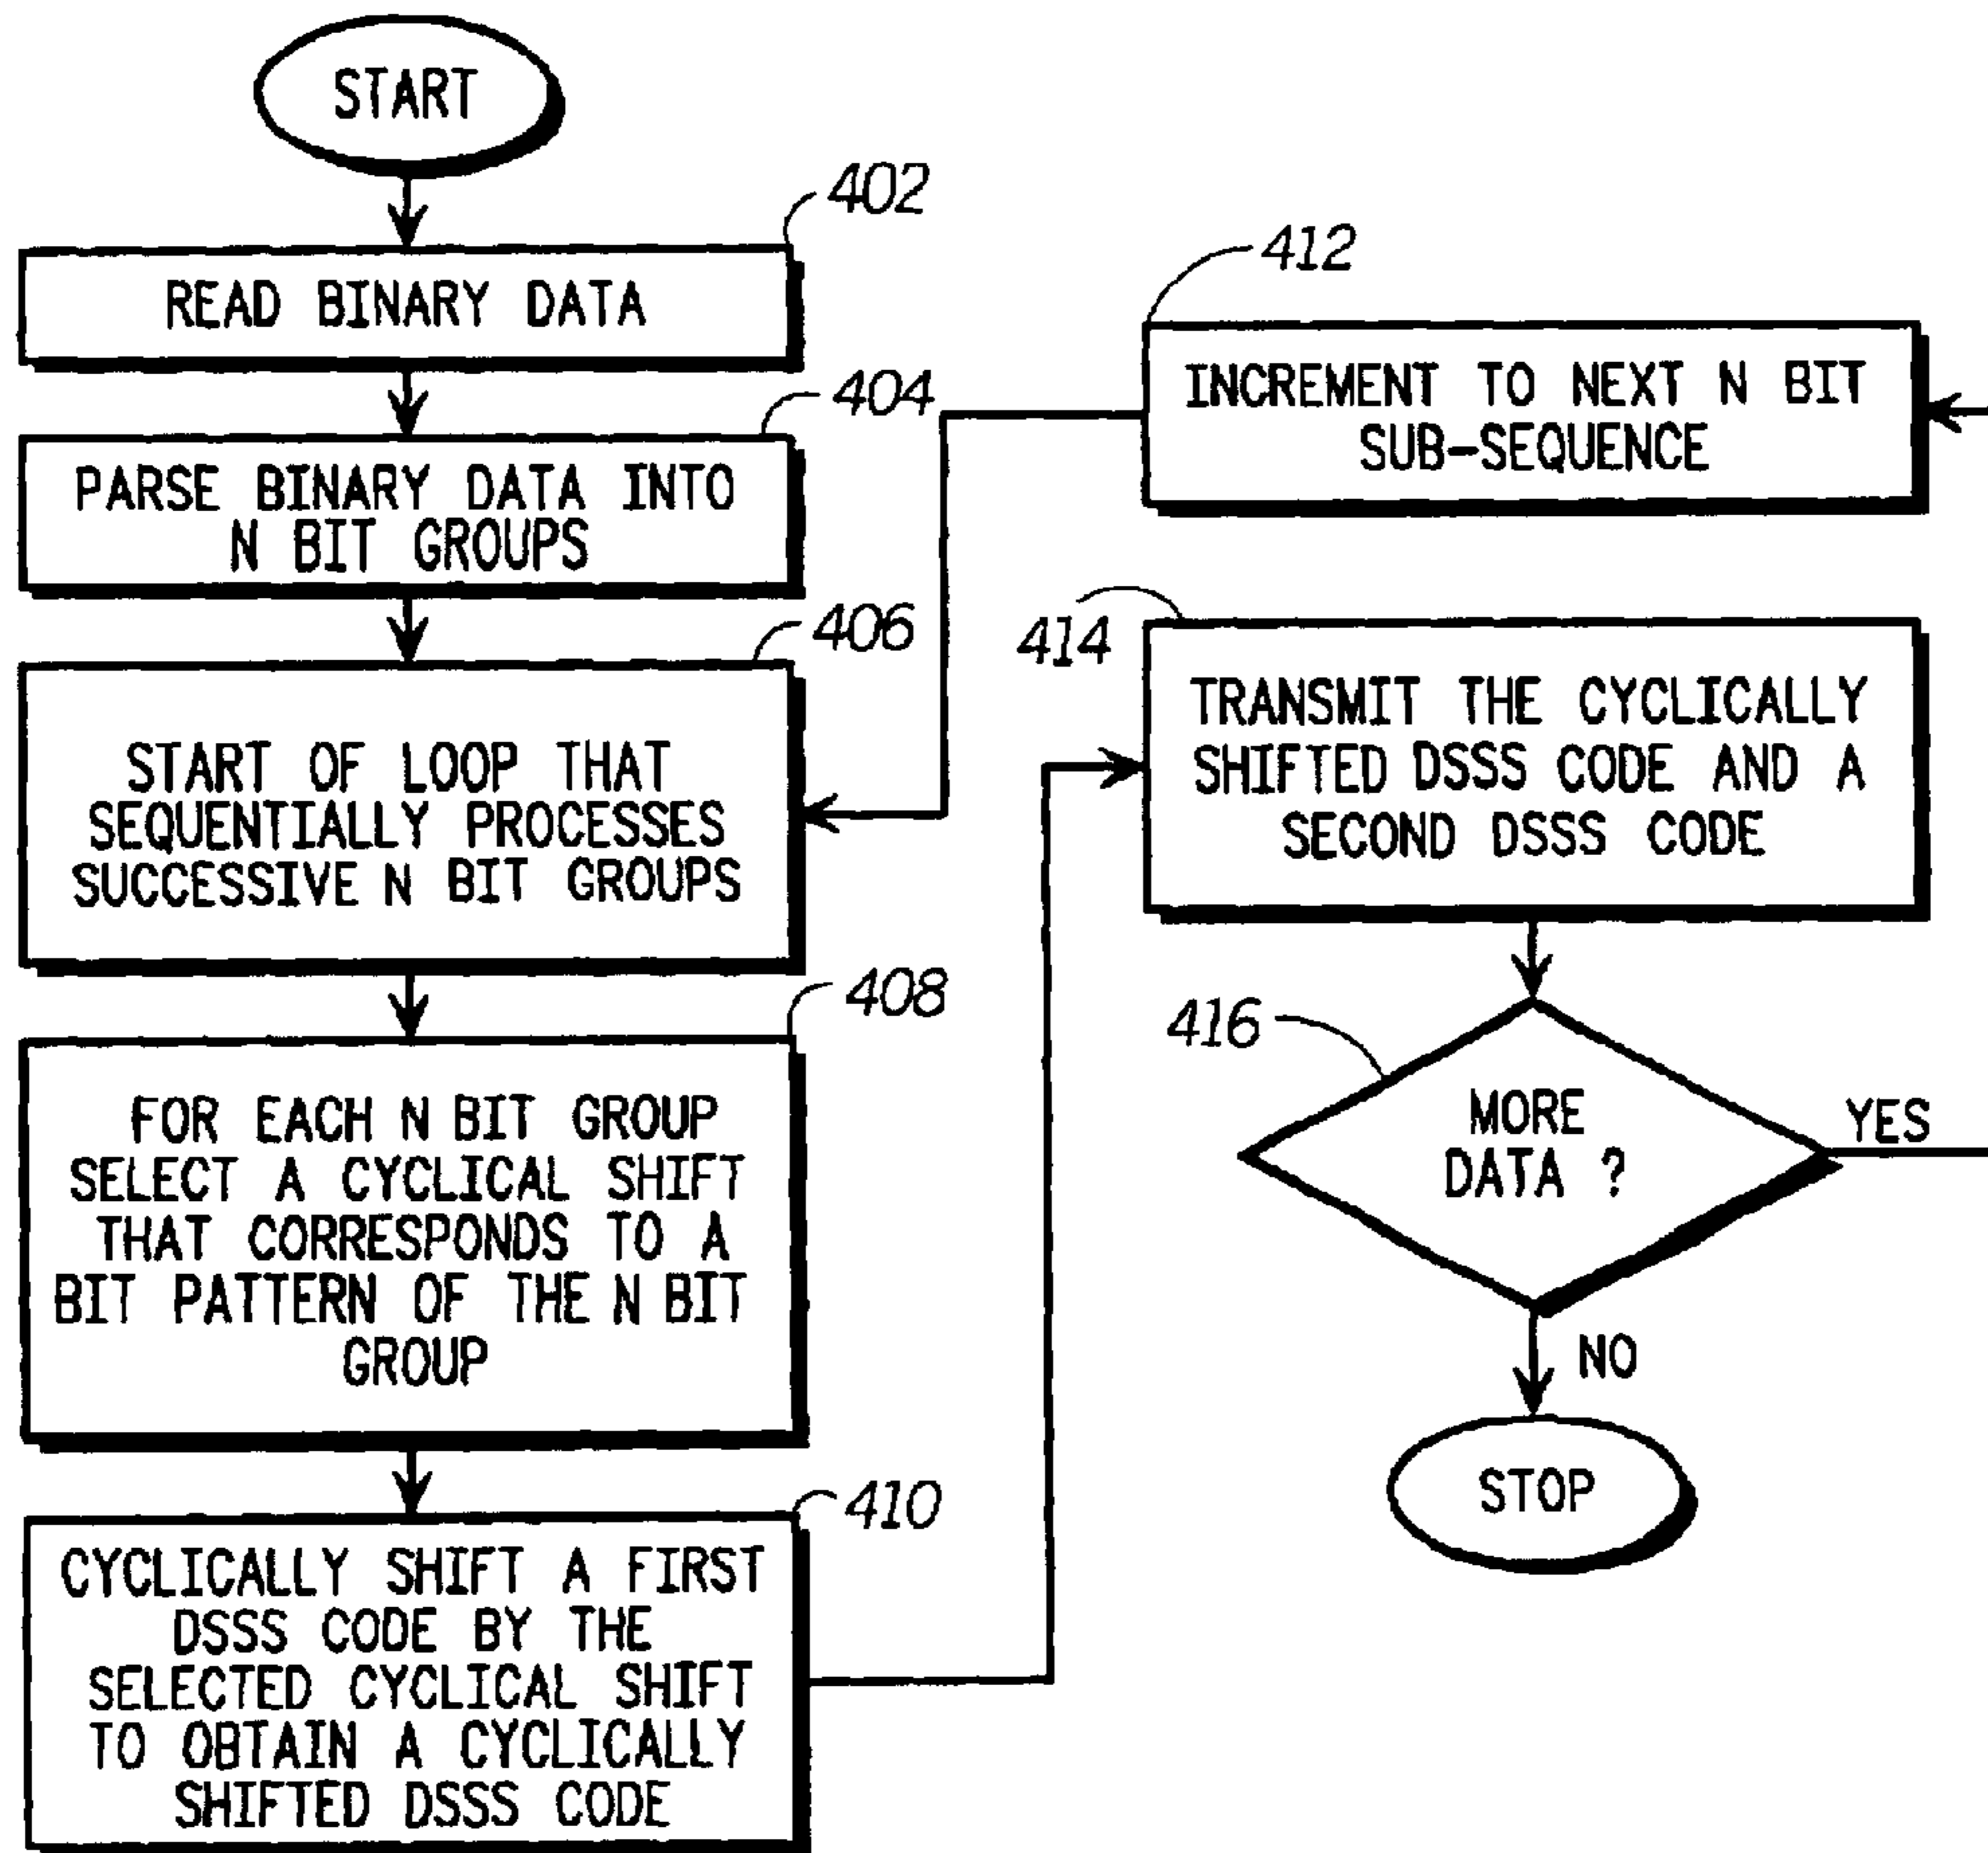 START
402
READ BINARY DATA
404
PARSE BINARY DATA INTO
N BIT GROUPS
406
START OF LOOP THAT
SEQUENTIALLY PROCESSES
SUCCESSIVE N BIT GROUPS
408
FOR EACH N BIT GROUP
SELECT A CYCLICAL SHIFT
THAT CORRESPONDS TO A
BIT PATTERN OF THE N BIT
GROUP
410
CYCLICALLY SHIFT A FIRST
DSSS CODE BY THE
SELECTED CYCLICAL SHIFT
TO OBTAIN A CYCLICALLY
SHIFTED DSSS CODE
412
INCREMENT TO NEXT N BIT
SUB-SEQUENCE
414
TRANSMIT THE CYCLICALLY
SHIFTED DSSS CODE AND A
SECOND DSSS CODE
416
MORE
DATA ?
YES
NO
STOP